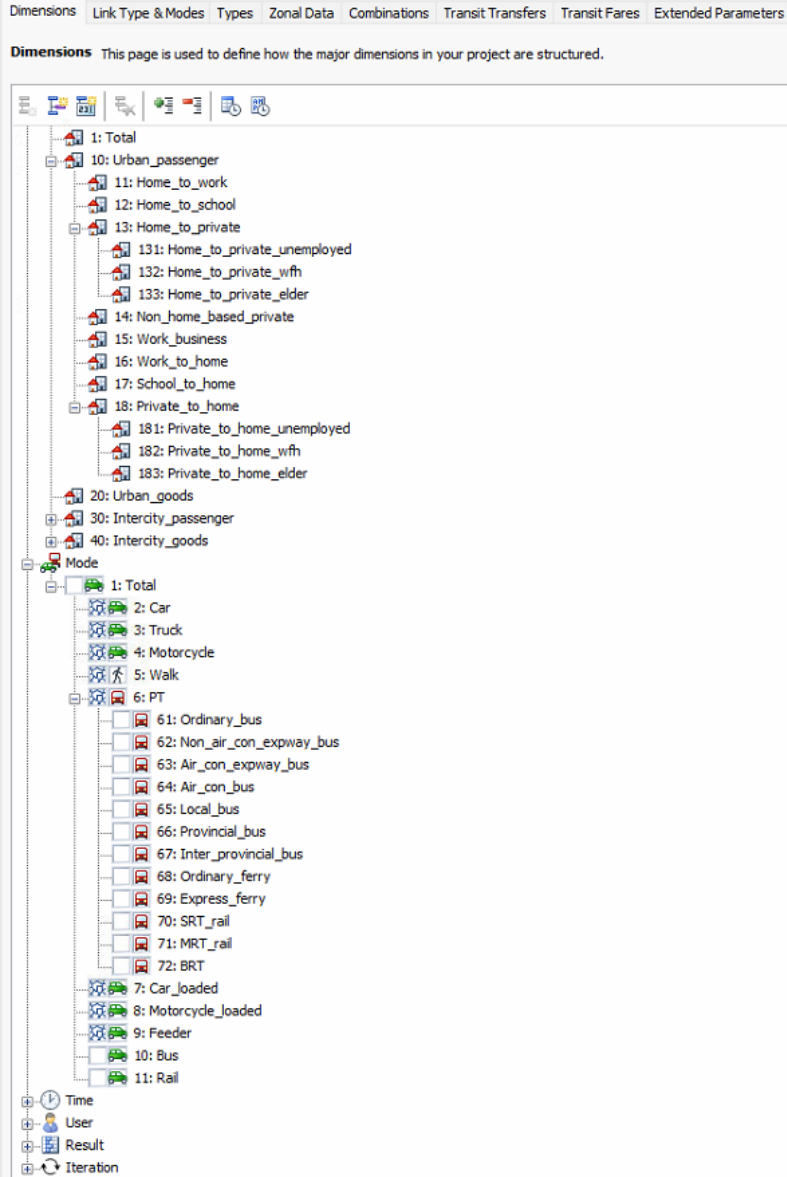 Dimensions Link Type & Modes Types Zonal Data Combinations Transit Transfers Transit Fares Extended Parameters
Dimensions This page is used to define how the major dimensions in your project are structured.
1: Total
10: Urban_passenger
11: Home_to_work
12: Home_to_school
13: Home_to_private
131: Home_to_private_unemployed
132: Home_to_private_wfh
133: Home_to_private_elder
14: Non_home_based_private
15: Work_business
16: Work_to_home
17: School_to_home
18: Private_to_home
181: Private_to_home_unemployed
182: Private_to_home_wfh
183: Private_to_home_elder
20: Urban_goods
30: Intercity_passenger
40: Intercity_goods
Mode
1: Total
2: Car
3: Truck
4: Motorcycle
5: Walk
6: PT
61: Ordinary_bus
62: Non_air_con_expway_bus
63: Air_con_expway_bus
64: Air_con_bus
65: Local_bus
66: Provincial_bus
67: Inter_provincial_bus
68: Ordinary_ferry
69: Express_ferry
70: SRT_rail
71: MRT_rail
72: BRT
7: Car_loaded
8: Motorcycle_loaded
9: Feeder
10: Bus
11: Rail
Time
User
Result
Iteration